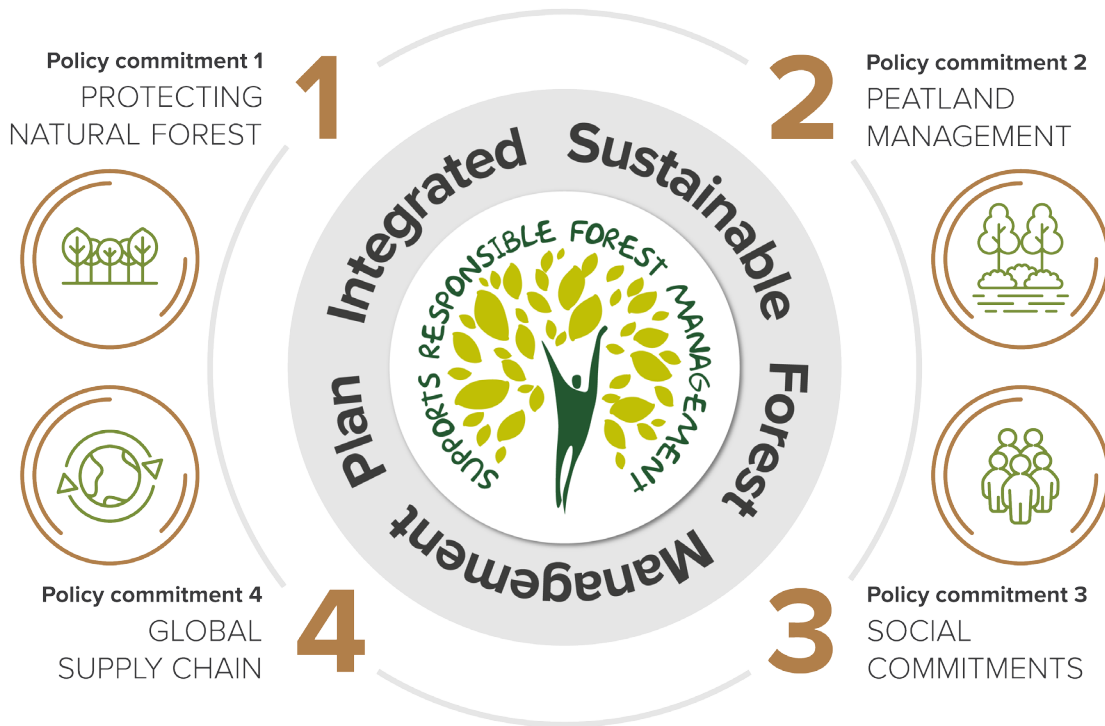 Policy commitment 1
PROTECTING
NATURAL FOREST
1
2
Policy commitment 2
PEATLAND
MANAGEMENT
Integrated Sustainable Forest Management Plan
SUPPORTS RESPONSIBLE FOREST MANAGEMENT
Policy commitment 4
GLOBAL
SUPPLY CHAIN
4
3
Policy commitment 3
SOCIAL
COMMITMENTS